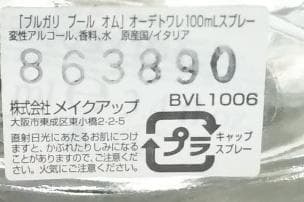 「ブルガリ プール オム」オーデトワレ100mLスプレー
変性アルコール、香料、水　原産国/イタリア
863890
株式会社 メイクアップ
BVL1006
大阪市東成区東小橋2-2-5
直射日光にあたるお肌につけ
ますと、かぶれたりしみになる
ことがありますので、ご注意くだ
さい。火気にご注意ください。
プラ
キャップ
スプレー